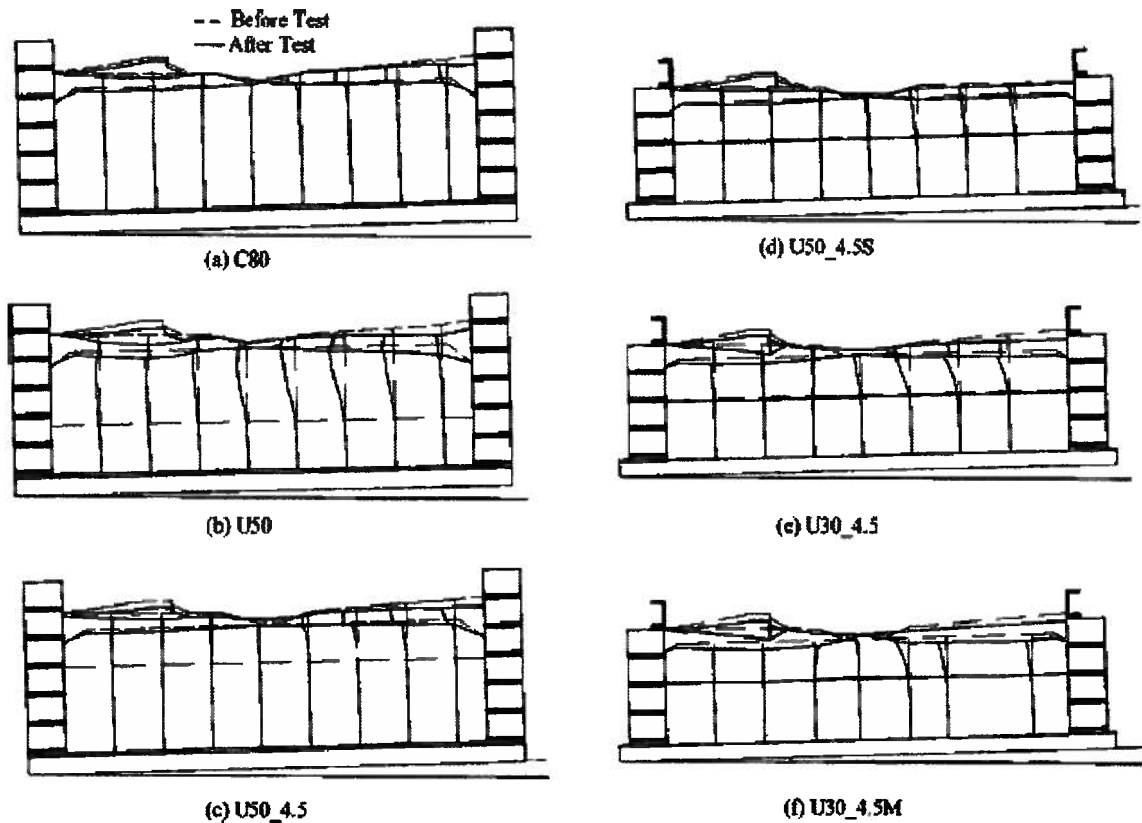 Before Test
After Test
(a) C80
(b) U50
(c) U50_4.5
(d) U50_4.5S
(e) U30_4.5
(f) U30_4.5M